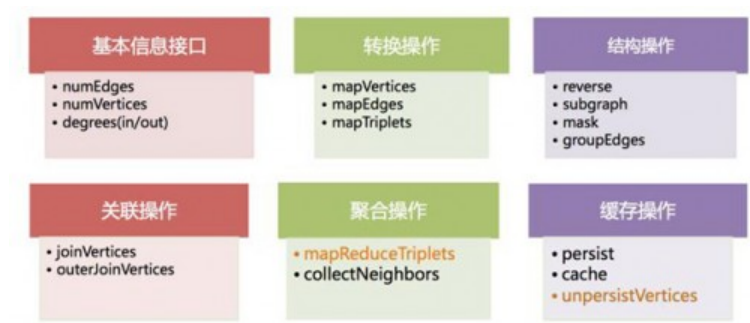 基本信息接口
• numEdges
• numVertices
• degrees(in/out)
转换操作
• mapVertices
• mapEdges
• mapTriplets
结构操作
• reverse
• subgraph
• mask
• groupEdges
关联操作
• joinVertices
• outerJoinVertices
聚合操作
• mapReduceTriplets
• collectNeighbors
缓存操作
• persist
• cache
• unpersistVertices